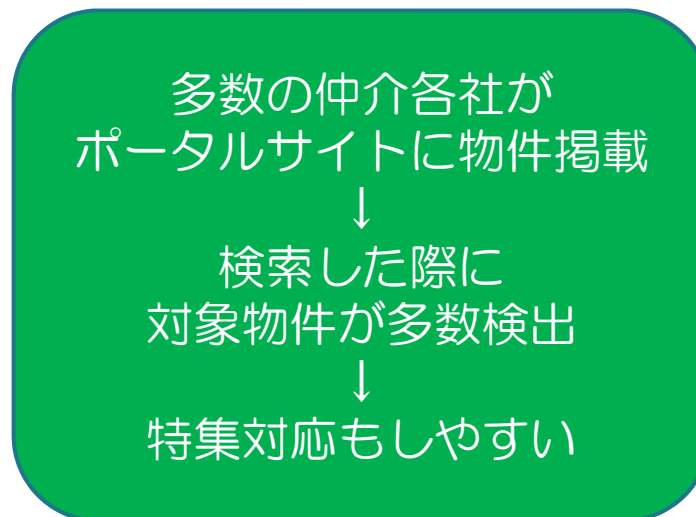 多数の仲介各社が
ポータルサイトに物件掲載
↓
検索した際に
対象物件が多数検出
↓
特集対応もしやすい